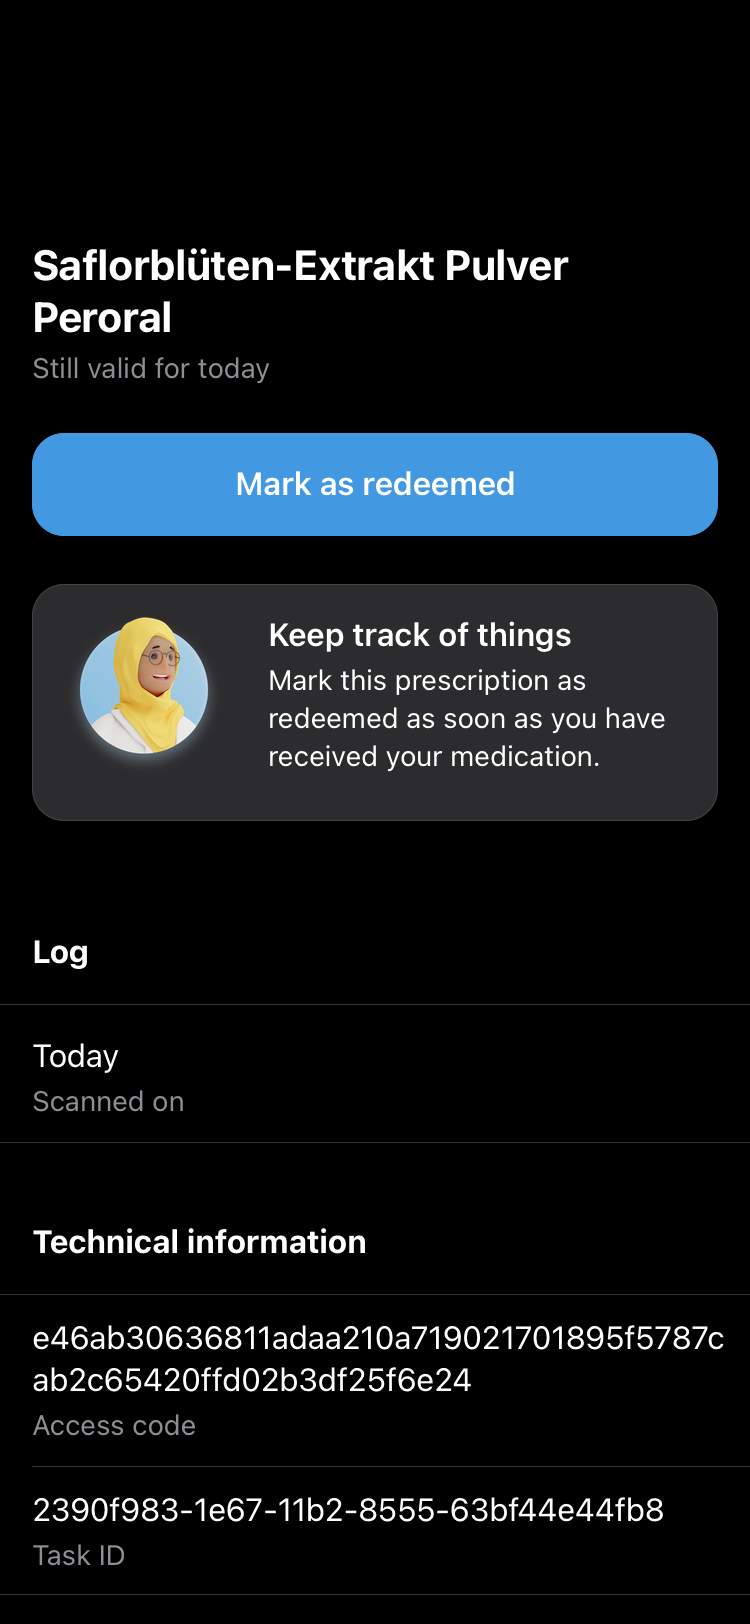 Saflorblüten-Extrakt Pulver
Peroral
Still valid for today
Mark as redeemed
Keep track of things
Mark this prescription as
redeemed as soon as you have
received your medication.
Log
Today
Scanned on
Technical information
e46ab30636811adaa210a719021701895f5787c
ab2c65420ffd02b3df25f6e24
Access code
2390f983-1e67-11b2-8555-63bf44e44fb8
Task ID